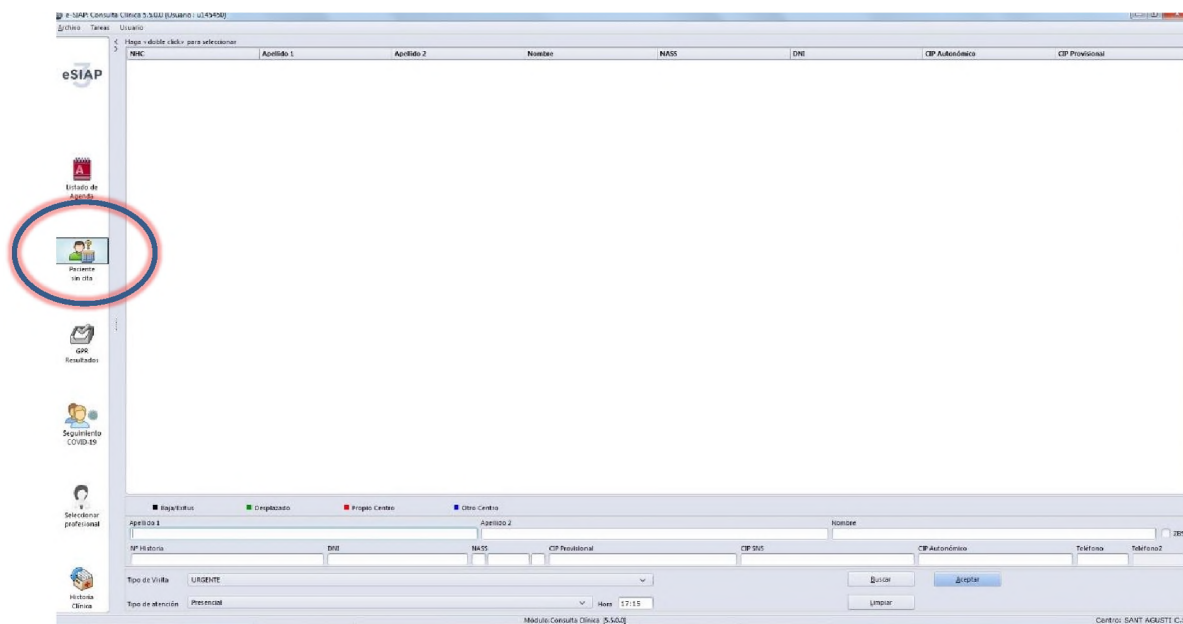 e-SIAP: Consulta Clínica 5.5.0.0 (Usuario : u145450)
Archivo Tareas Usuario
Haga «doble click» para seleccionar
NHC Apellido 1 Apellido 2 Nombre NASS DNI CIP Autonómico CIP Provisional
eSIAP
3
Listado de
Agenda
Paciente
sin cita
GPR
Resultados
Seguimiento
COVID-19
Seleccionar
profesional
Historia
Clínica
Baja/Exitus Desplazado Propio Centro Otro Centro
Apellido 1 Apellido 2 Nombre
ZBS
Nº Historia DNI NASS CIP Provisional CIP SNS CIP Autonómico Teléfono Teléfono2
Tipo de Visita URGENTE Buscar Aceptar
Tipo de atención Presencial Hora 17:15 Limpiar
Módulo:Consulta Clínica [5.5.0.0] Centro: SANT AGUSTI C.